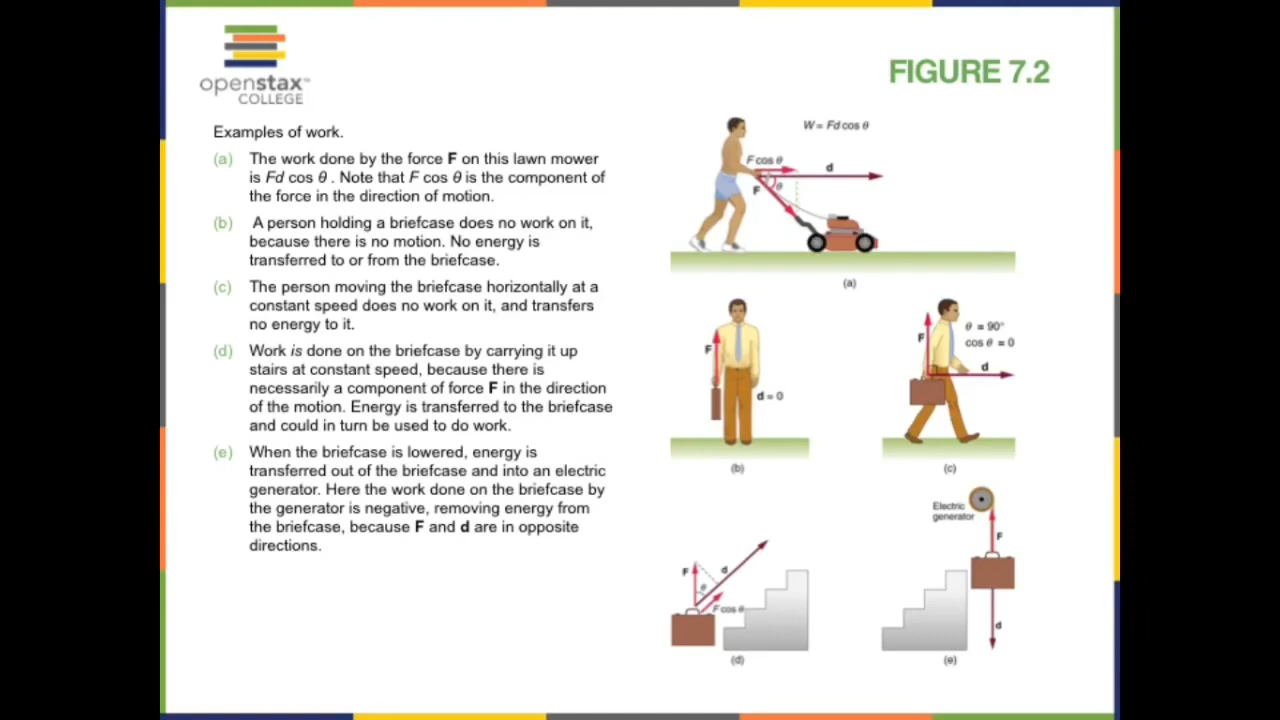 openstax™
COLLEGE
FIGURE 7.2
Examples of work.
(a) The work done by the force F on this lawn mower
is Fd cos θ . Note that F cos θ is the component of
the force in the direction of motion.
(b) A person holding a briefcase does no work on it,
because there is no motion. No energy is
transferred to or from the briefcase.
(c) The person moving the briefcase horizontally at a
constant speed does no work on it, and transfers
no energy to it.
(d) Work is done on the briefcase by carrying it up
stairs at constant speed, because there is
necessarily a component of force F in the direction
of the motion. Energy is transferred to the briefcase
and could in turn be used to do work.
(e) When the briefcase is lowered, energy is
transferred out of the briefcase and into an electric
generator. Here the work done on the briefcase by
the generator is negative, removing energy from
the briefcase, because F and d are in opposite
directions.
W = Fd cos θ
F cos θ
d
θ
F
(a)
F
d = 0
(b)
θ = 90°
cos θ = 0
F
d
(c)
F
d
θ
F cos θ
(d)
Electric
generator
F
d
(e)